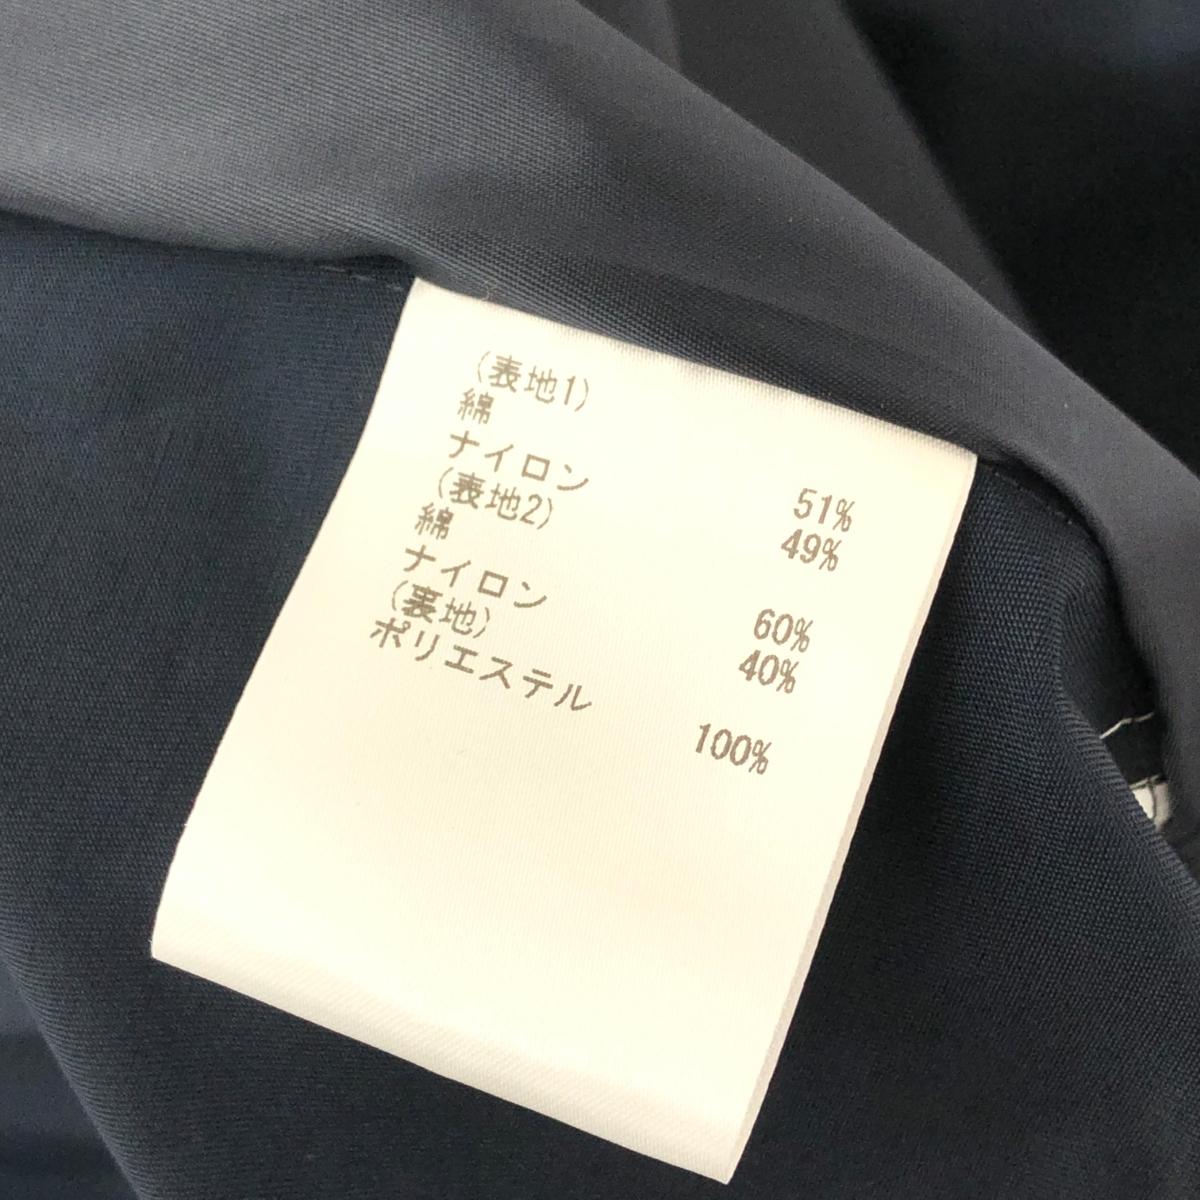 (表地1)
綿 51%
ナイロン 49%
(表地2)
綿 60%
ナイロン 40%
(裏地)
ポリエステル 100%